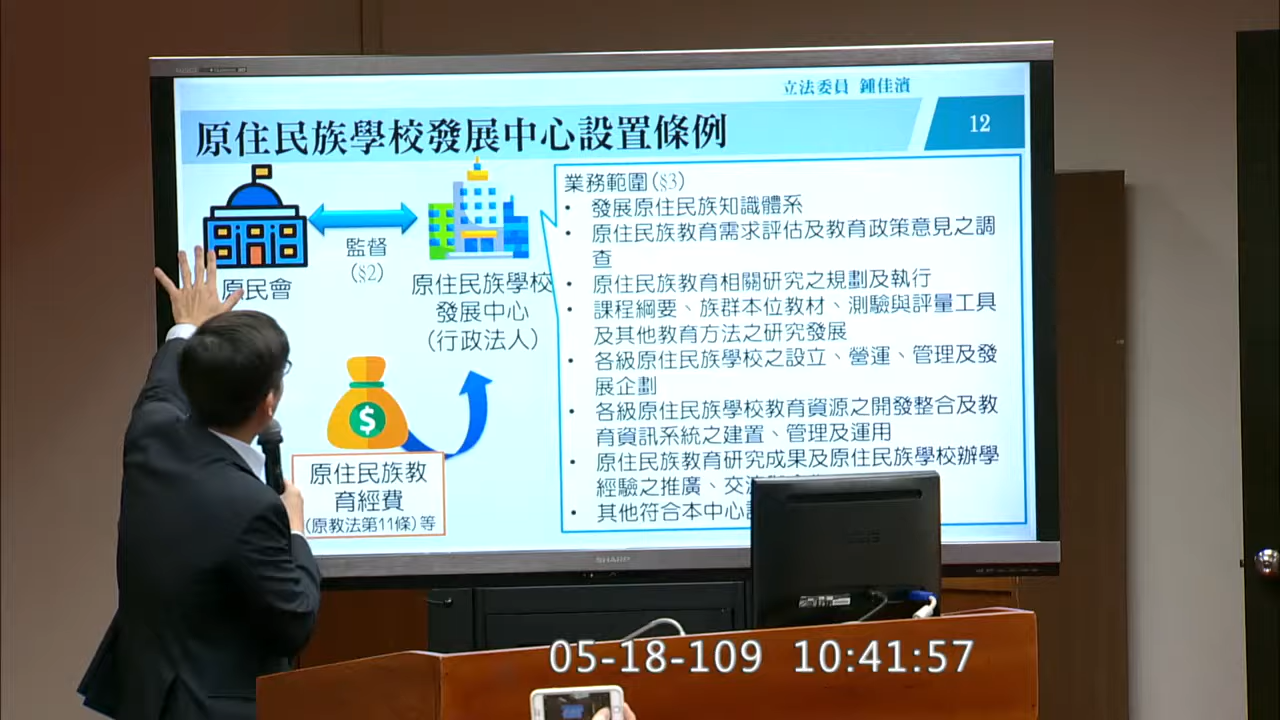 立法委員 鍾佳濱
原住民族學校發展中心設置條例
12
監督
(§2)
原民會
原住民族學校
發展中心
(行政法人)
原住民族教
育經費
(原教法第11條)等
業務範圍(§3)
• 發展原住民族知識體系
• 原住民族教育需求評估及教育政策意見之調
查
• 原住民族教育相關研究之規劃及執行
• 課程綱要、族群本位教材、測驗與評量工具
及其他教育方法之研究發展
• 各級原住民族學校之設立、營運、管理及發
展企劃
• 各級原住民族學校教育資源之開發整合及教
育資訊系統之建置、管理及運用
• 原住民族教育研究成果及原住民族學校辦學
經驗之推廣、交流
• 其他符合本中心
SHARP
05-18-109 10:41:57